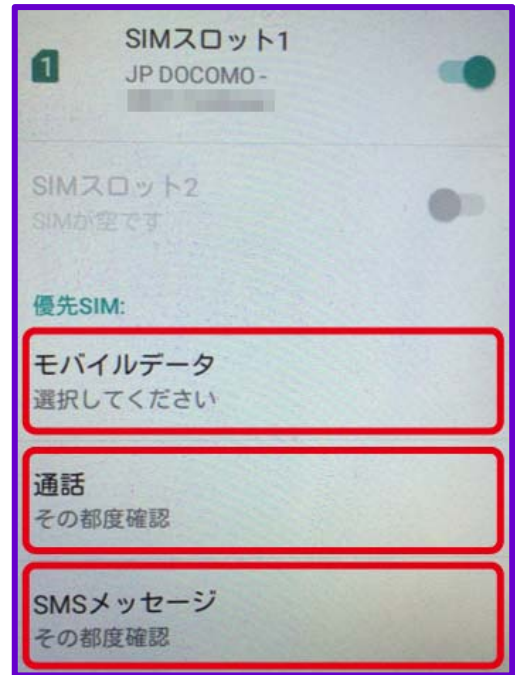 1
SIMスロット1
JP DOCOMO -
SIMスロット2
SIMが空です
優先SIM:
モバイルデータ
選択してください
通話
その都度確認
SMSメッセージ
その都度確認